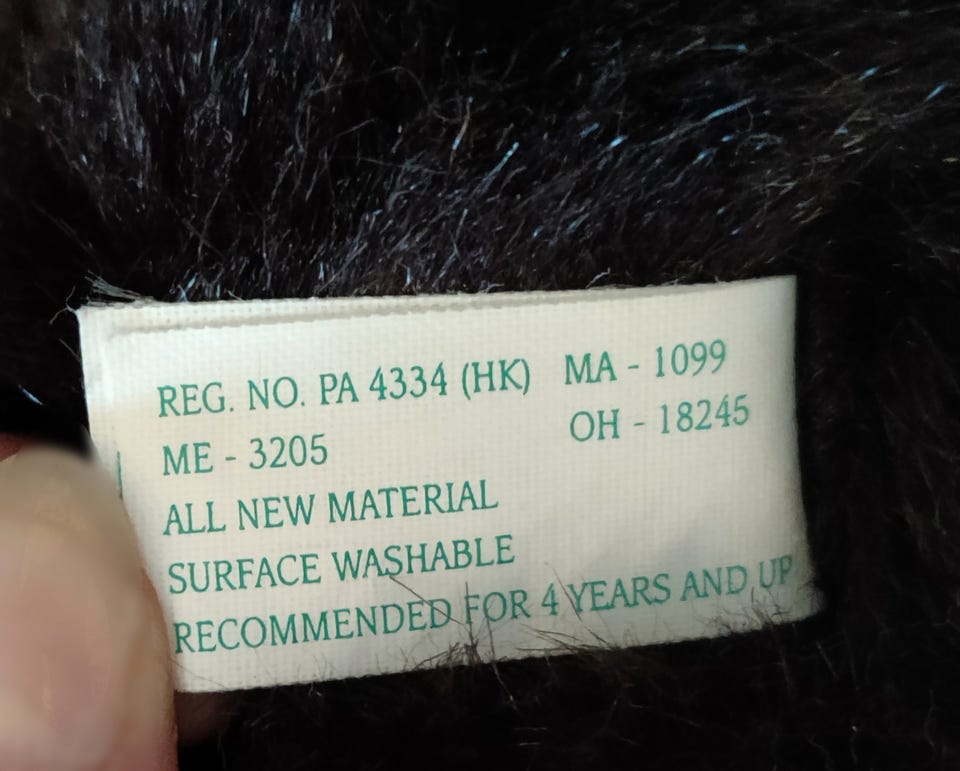 REG. NO. PA 4334 (HK) MA - 1099
ME - 3205 OH - 18245
ALL NEW MATERIAL
SURFACE WASHABLE
RECOMMENDED FOR 4 YEARS AND UP